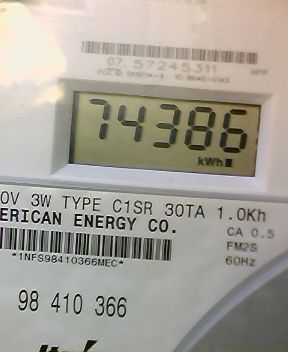 07 57245311
74386
kWh
0V 3W TYPE C1SR 30TA 1.0Kh
ERICAN ENERGY CO.
CA 0.5
FM2S
60Hz
*1NFS98410366MEC*
98 410 366